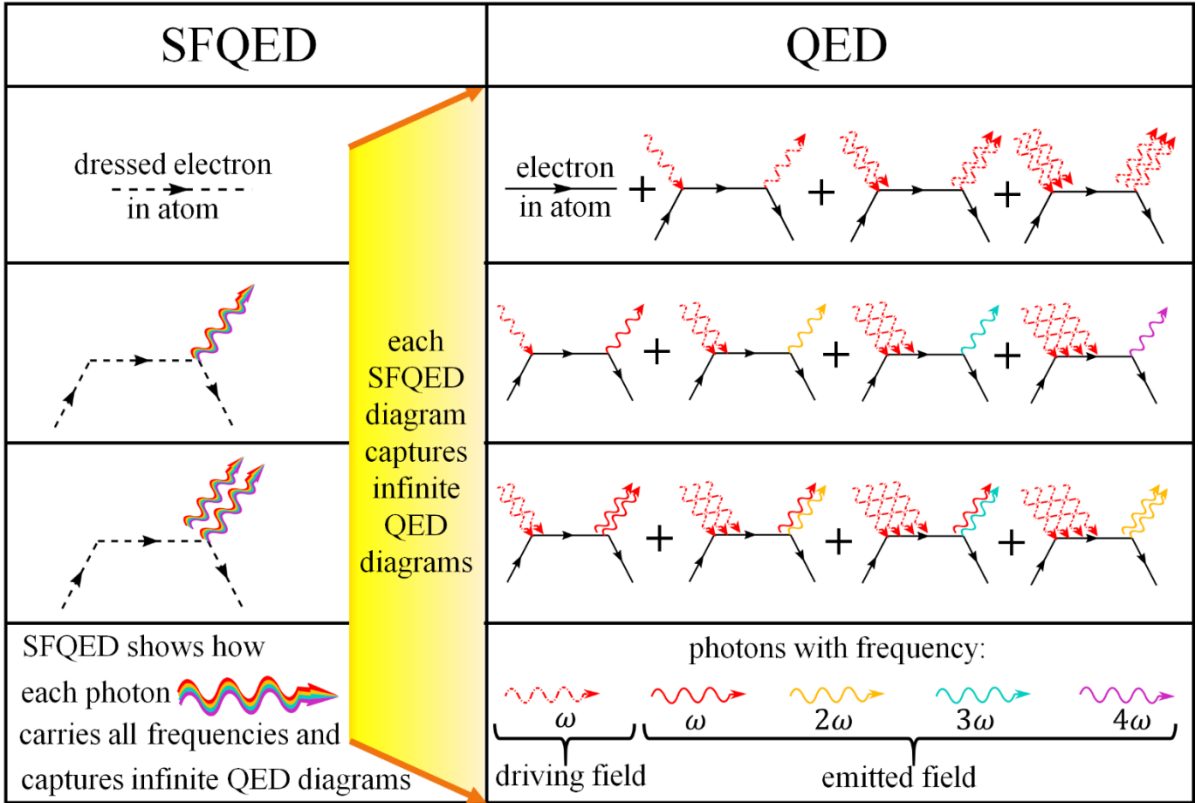 SFQED
QED
dressed electron
in atom
electron
in atom
+
+
+
each
SFQED
diagram
captures
infinite
QED
diagrams
+
+
+
+
+
+
SFQED shows how
each photon
carries all frequencies and
captures infinite QED diagrams
photons with frequency:
ω
ω
2ω
3ω
4ω
driving field
emitted field